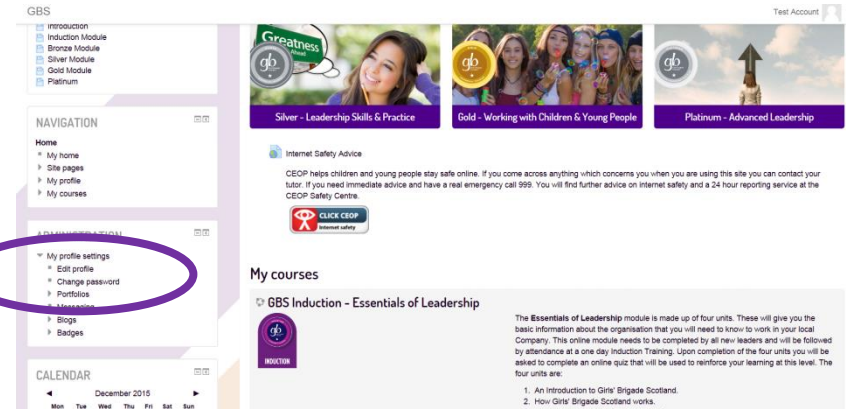 GBS
Test Account
Introduction
Induction Module
Bronze Module
Silver Module
Gold Module
Platinum
NAVIGATION
Home
My home
Site pages
My profile
My courses
ADMINISTRATION
My profile settings
Edit profile
Change password
Portfolios
Messaging
Blogs
Badges
CALENDAR
December 2015
Mon Tue Wed Thu Fri Sat Sun
Greatness
Ahead
gb
gb
gb
Silver - Leadership Skills & Practice
Gold - Working with Children & Young People
Platinum - Advanced Leadership
Internet Safety Advice
CEOP helps children and young people stay safe online. If you come across anything which concerns you when you are using this site you can contact your
tutor. If you need immediate advice and have a real emergency call 999. You will find further advice on internet safety and a 24 hour reporting service at the
CEOP Safety Centre.
CLICK CEOP
Internet safety
My courses
GBS Induction - Essentials of Leadership
gb
INDUCTION
The Essentials of Leadership module is made up of four units. These will give you the
basic information about the organisation that you will need to know to work in your local
Company. This online module needs to be completed by all new leaders and will be followed
by attendance at a one day Induction Training. Upon completion of the four units you will be
asked to complete an online quiz that will be used to reinforce your learning at this level. The
four units are:
1. An Introduction to Girls' Brigade Scotland.
2. How Girls' Brigade Scotland works.